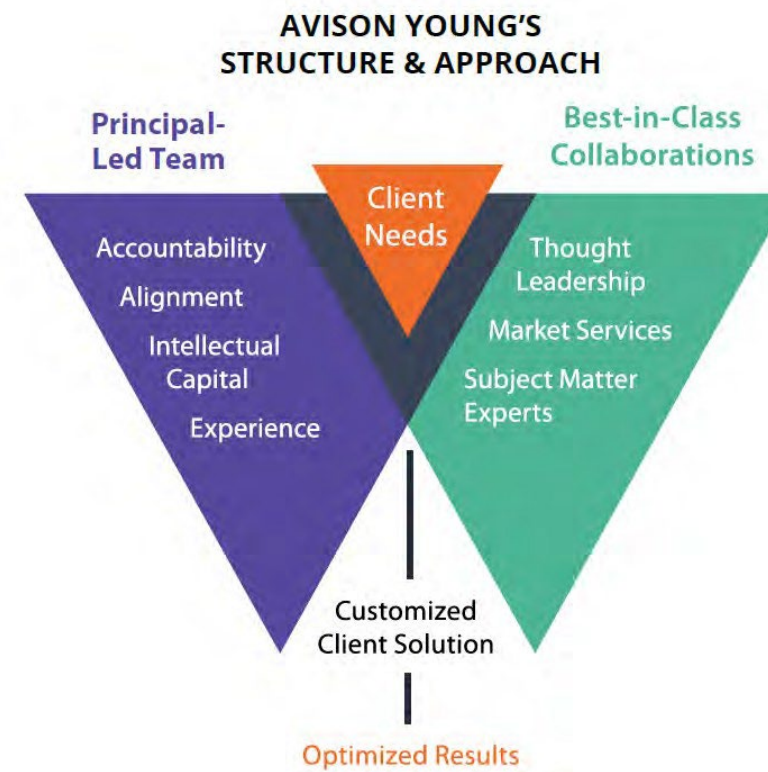 AVISON YOUNG'S
STRUCTURE & APPROACH
Principal-
Led Team
Best-in-Class
Collaborations
Client
Needs
Accountability
Alignment
Intellectual
Capital
Experience
Thought
Leadership
Market Services
Subject Matter
Experts
Customized
Client Solution
Optimized Results